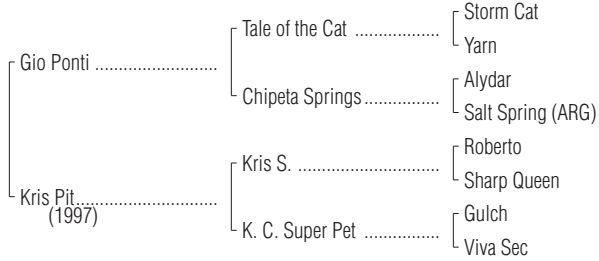 Storm Cat
Tale of the Cat ..................
Yarn
Gio Ponti ..........................
Alydar
Chipeta Springs ................
Salt Spring (ARG)
Roberto
Kris S. ..............................
Sharp Queen
Kris Pit ..............................
(1997)
Gulch
K. C. Super Pet ................
Viva Sec